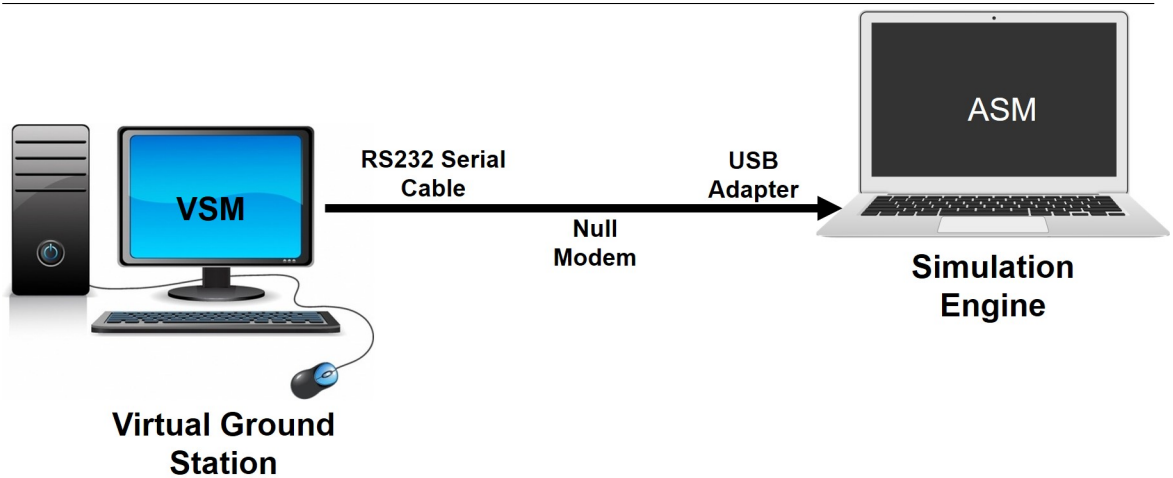 VSM
RS232 Serial
Cable
Null
Modem
USB
Adapter
ASM
Virtual Ground
Station
Simulation
Engine